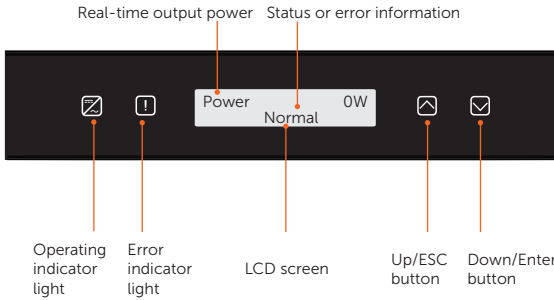 Real-time output power
Status or error information
Power 0W
Normal
Operating
indicator
light
Error
indicator
light
LCD screen
Up/ESC
button
Down/Enter
button